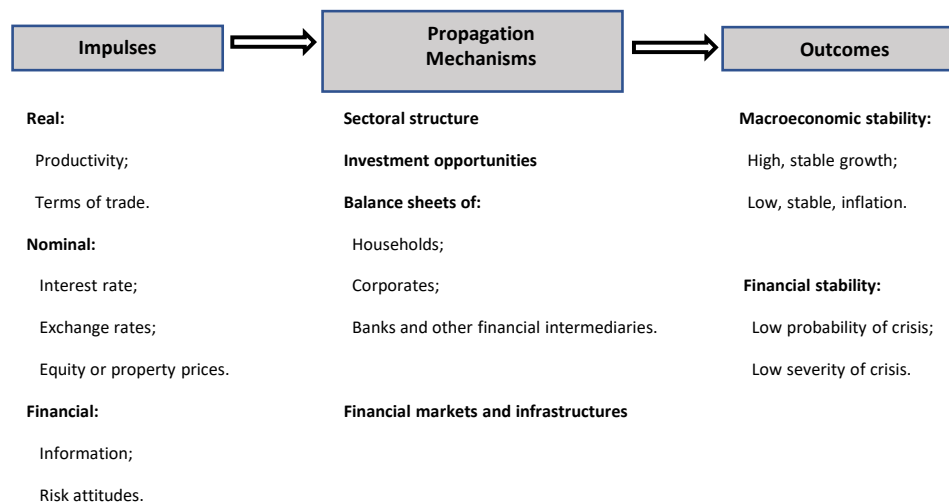 Impulses
Propagation
Mechanisms
Outcomes
Real:
Productivity;
Terms of trade.
Nominal:
Interest rate;
Exchange rates;
Equity or property prices.
Financial:
Information;
Risk attitudes.
Sectoral structure
Investment opportunities
Balance sheets of:
Households;
Corporates;
Banks and other financial intermediaries.
Financial markets and infrastructures
Macroeconomic stability:
High, stable growth;
Low, stable, inflation.
Financial stability:
Low probability of crisis;
Low severity of crisis.